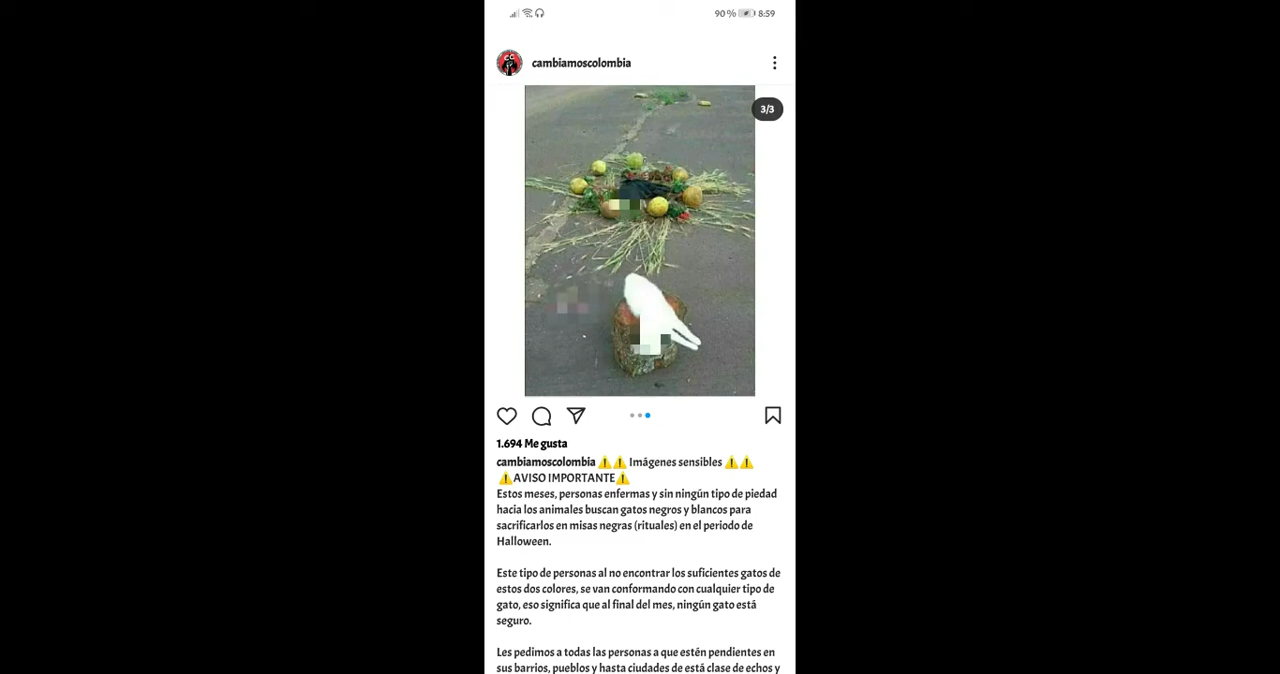 90 % 8:59
cambiamoscolombia
3/3
1.694 Me gusta
cambiamoscolombia ⚠️⚠️ Imágenes sensibles ⚠️⚠️
⚠️AVISO IMPORTANTE⚠️
Estos meses, personas enfermas y sin ningún tipo de piedad
hacia los animales buscan gatos negros y blancos para
sacrificarlos en misas negras (rituales) en el periodo de
Halloween.
Este tipo de personas al no encontrar los suficientes gatos de
estos dos colores, se van conformando con cualquier tipo de
gato, eso significa que al final del mes, ningún gato está
seguro.
Les pedimos a todas las personas a que estén pendientes en
sus barrios, pueblos y hasta ciudades de está clase de echos y